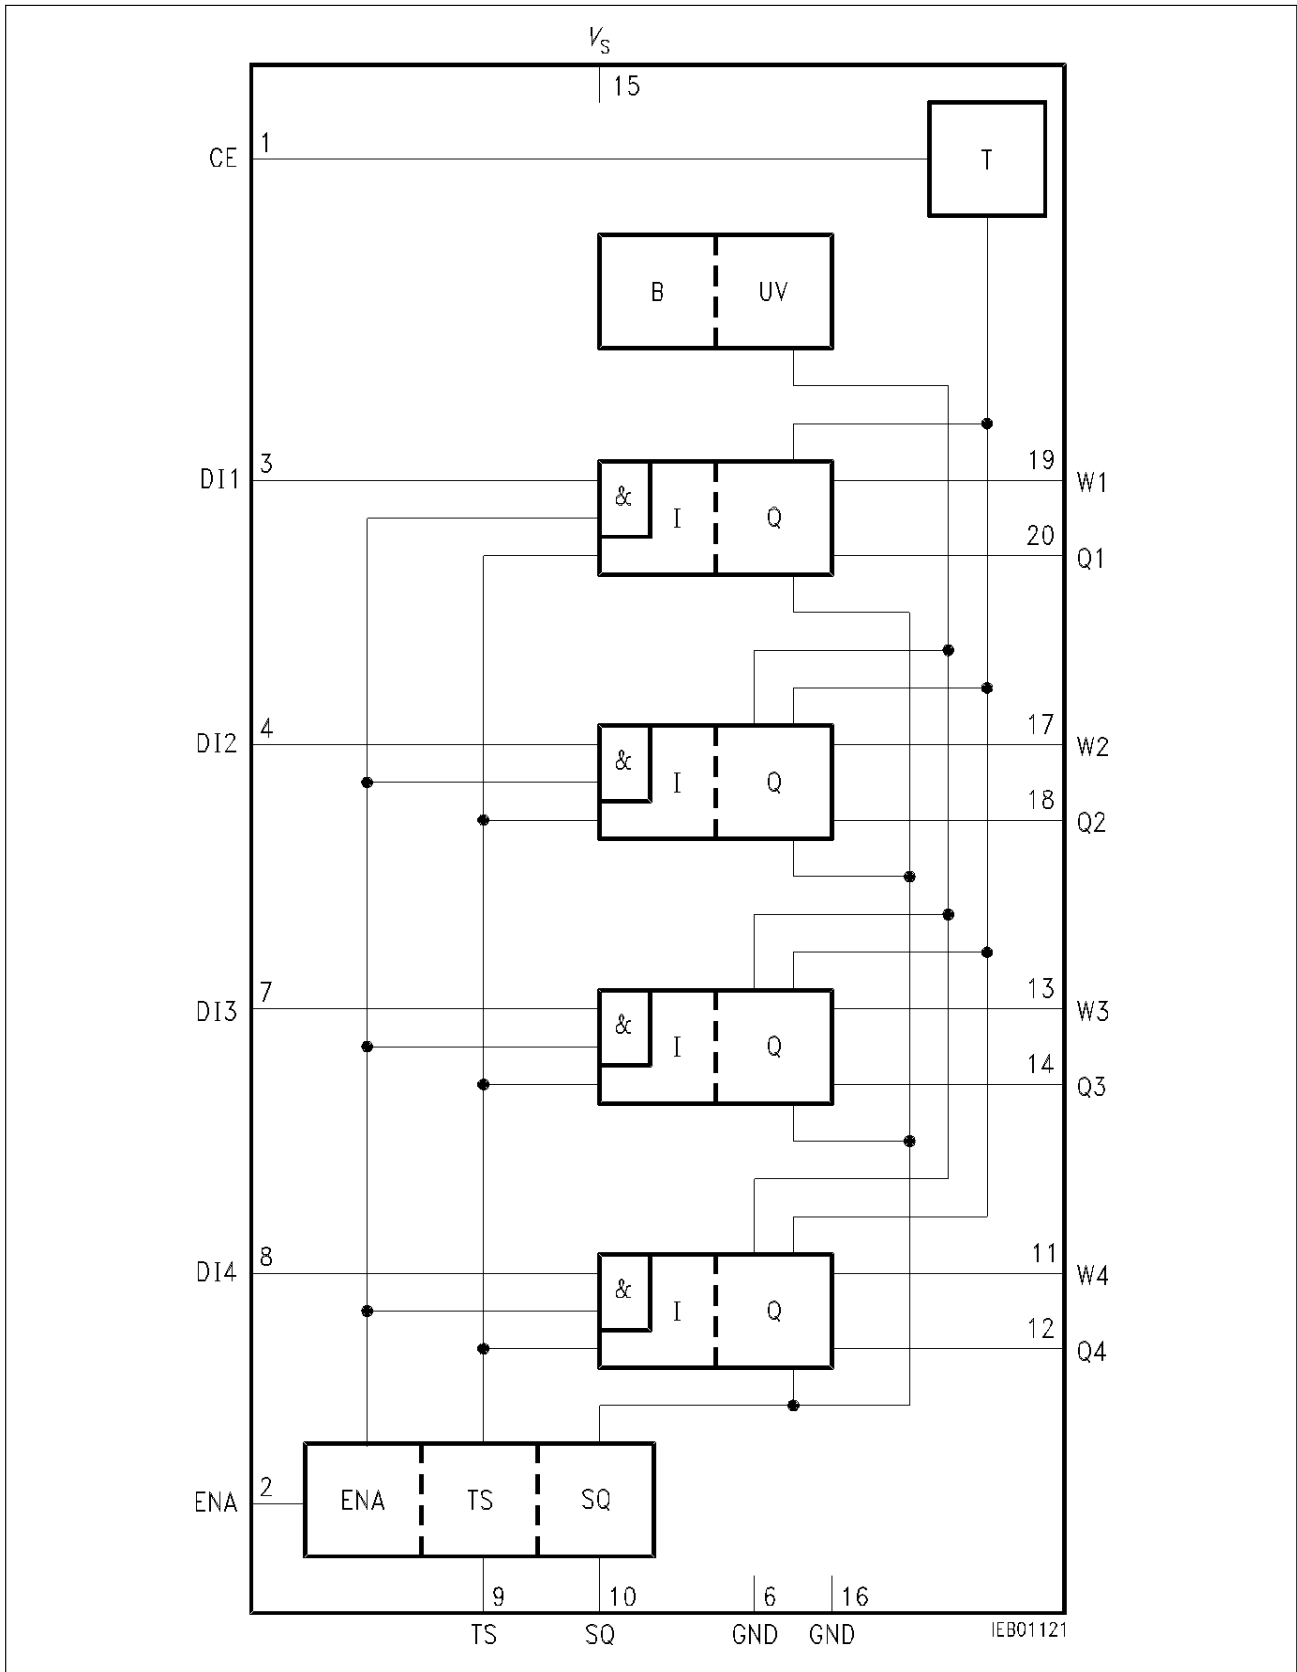 VS
15
1
CE
T
B
UV
DI1
3
&
I
Q
19
W1
20
Q1
DI2
4
&
I
Q
17
W2
18
Q2
DI3
7
&
I
Q
13
W3
14
Q3
DI4
8
&
I
Q
11
W4
12
Q4
ENA
2
ENA
TS
SQ
9
10
6
16
TS
SQ
GND
GND
IEB01121